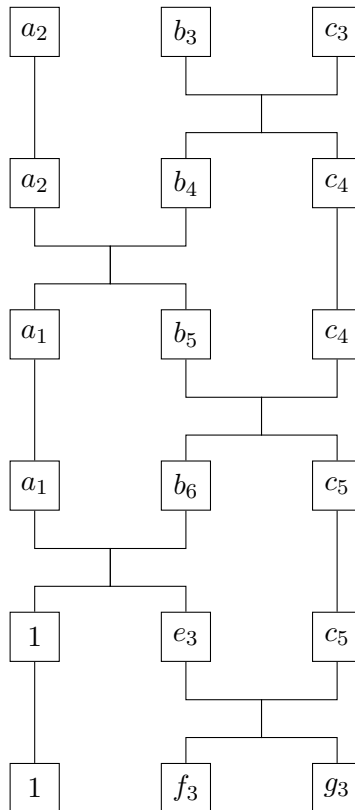 a₂ b₃ c₃
a₂ b₄ c₄
a₁ b₅ c₄
a₁ b₆ c₅
1 e₃ c₅
1 f₃ g₃